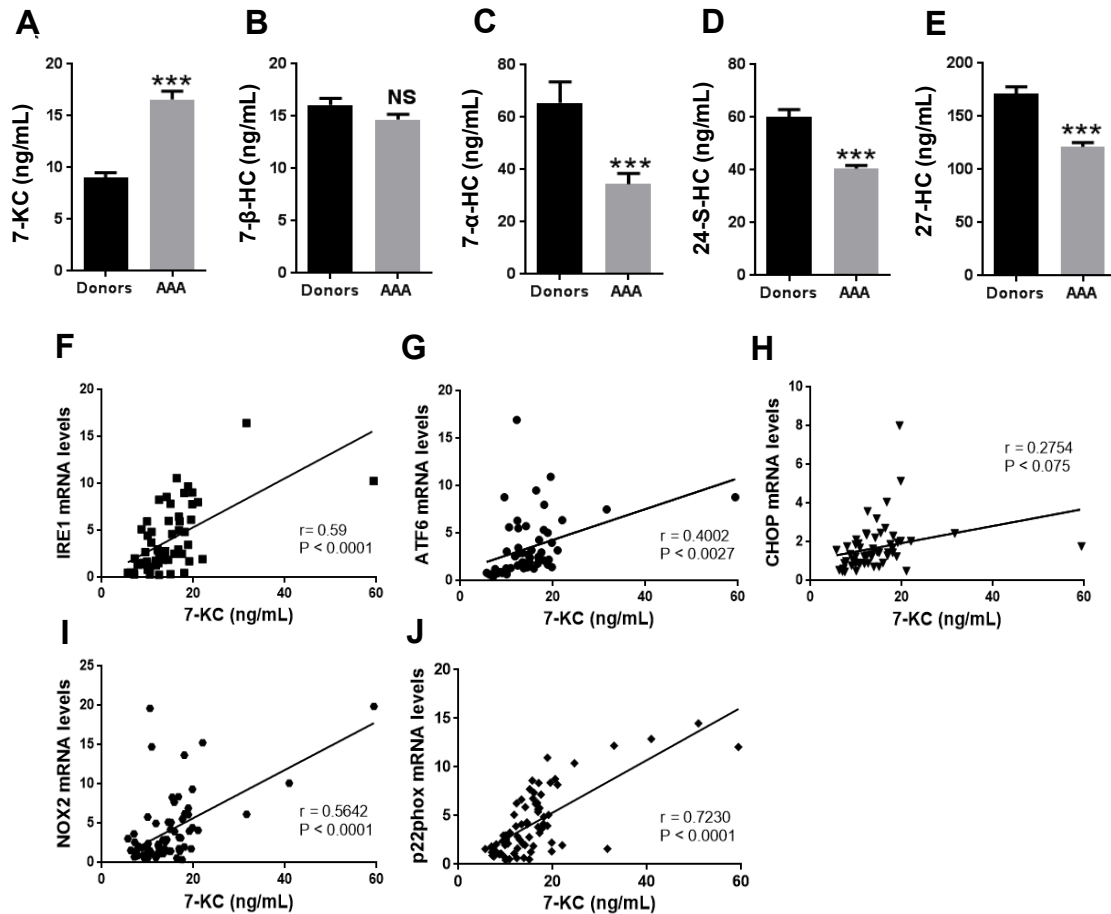 A
7-KC (ng/mL)
20
15
10
5
0
***
Donors AAA
B
7-β-HC (ng/mL)
20
15
10
5
0
NS
Donors AAA
C
7-α-HC (ng/mL)
80
60
40
20
0
***
Donors AAA
D
24-S-HC (ng/mL)
80
60
40
20
0
***
Donors AAA
E
27-HC (ng/mL)
200
150
100
50
0
***
Donors AAA
F
IRE1 mRNA levels
20
15
10
5
0
r= 0.59
P < 0.0001
0 20 40 60
7-KC (ng/mL)
G
ATF6 mRNA levels
20
15
10
5
0
r = 0.4002
P < 0.0027
0 20 40 60
7-KC (ng/mL)
H
CHOP mRNA levels
10
8
6
4
2
0
r = 0.2754
P < 0.075
0 20 40 60
7-KC (ng/mL)
I
NOX2 mRNA levels
25
20
15
10
5
0
r = 0.5642
P < 0.0001
0 20 40 60
7-KC (ng/mL)
J
p22phox mRNA levels
20
15
10
5
0
r = 0.7230
P < 0.0001
0 20 40 60
7-KC (ng/mL)